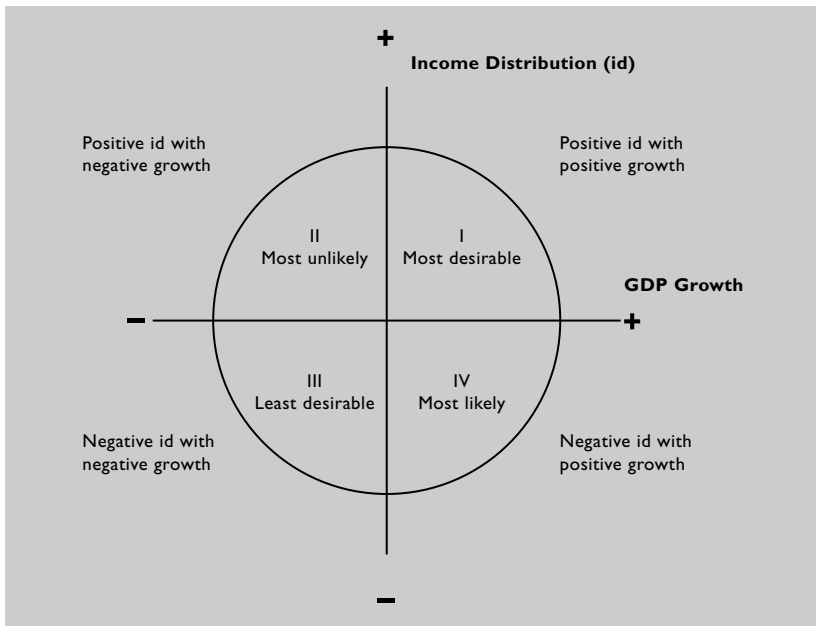 +
Income Distribution (id)
Positive id with
negative growth
Positive id with
positive growth
II
Most unlikely
I
Most desirable
GDP Growth
–
+
III
Least desirable
IV
Most likely
Negative id with
negative growth
Negative id with
positive growth
–